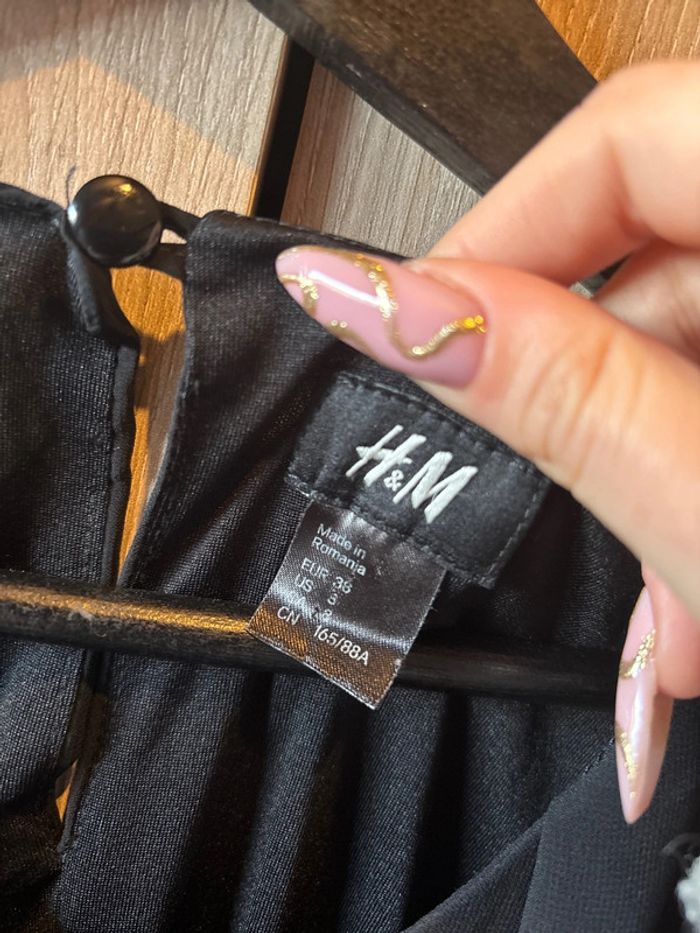 H&M
Made in
Romania
EUR 36
US
CN 165/88A